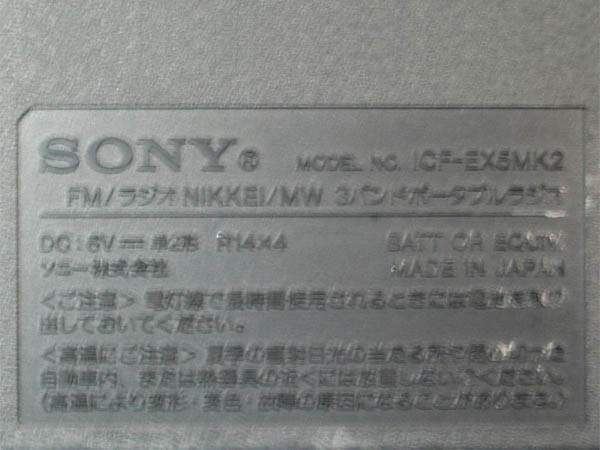 SONY® MODEL NO. ICF-EX5MK2
FM/ラジオNIKKEI/MW 3バンドポータブルラジオ
DC16V⎓単2形 R14×4 BATT OR EQUIV.
ソニー株式会社 MADE IN JAPAN
<ご注意> 電灯線で長時間使用されるときには電池を取り
出しておいてください。
<高温にご注意> 夏季の直射日光の当たる所や窓の
自動車内、または熱器具の近くには放置しないでください。
(高温により変形・変色・故障の原因になることがあります。)